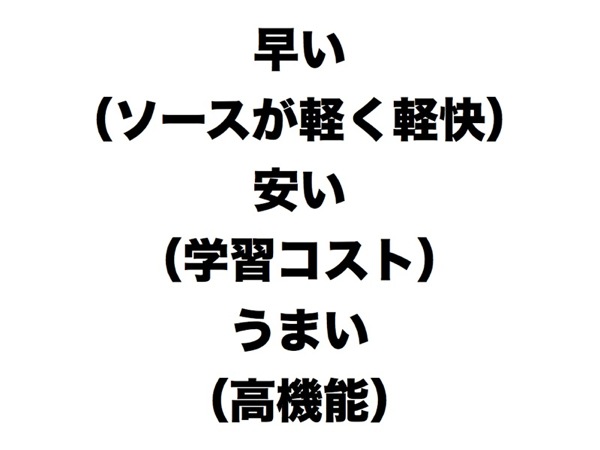 早い
（ソースが軽く軽快）
安い
（学習コスト）
うまい
（高機能）